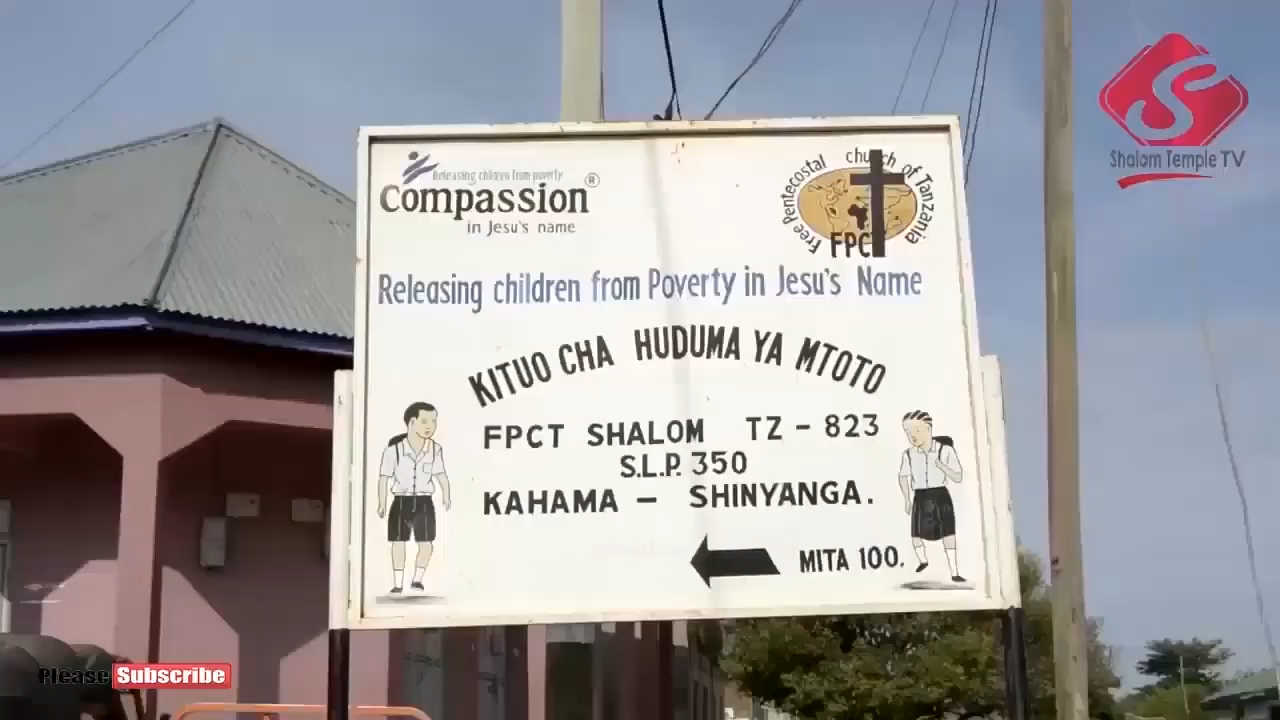 Releasing children from poverty
Compassion®
in Jesu's name
Free Pentecostal church of Tanzania
FPCT
Releasing children from Poverty in Jesu's Name
KITUO CHA HUDUMA YA MTOTO
FPCT SHALOM TZ - 823
S.L.P. 350
KAHAMA - SHINYANGA.
MITA 100.
Shalom Temple TV
Please Subscribe